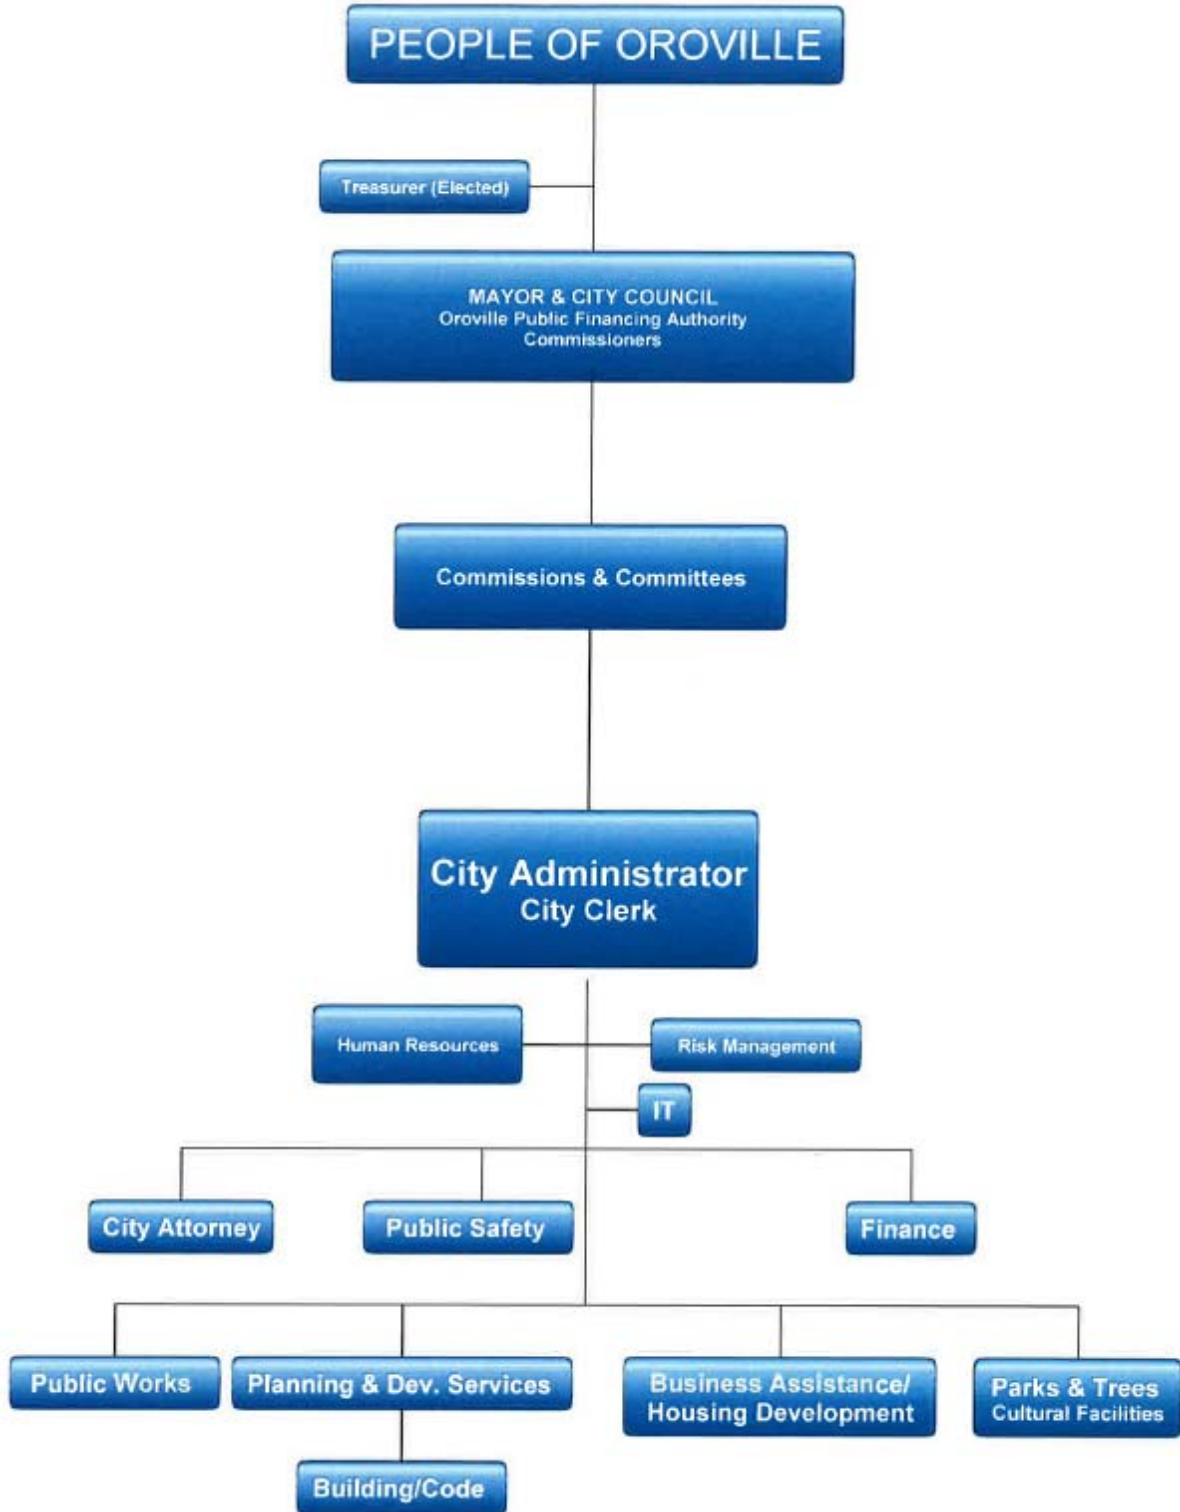 PEOPLE OF OROVILLE
Treasurer (Elected)
MAYOR & CITY COUNCIL
Oroville Public Financing Authority
Commissioners
Commissions & Committees
City Administrator
City Clerk
Human Resources
Risk Management
IT
City Attorney
Public Safety
Finance
Public Works
Planning & Dev. Services
Business Assistance/
Housing Development
Parks & Trees
Cultural Facilities
Building/Code